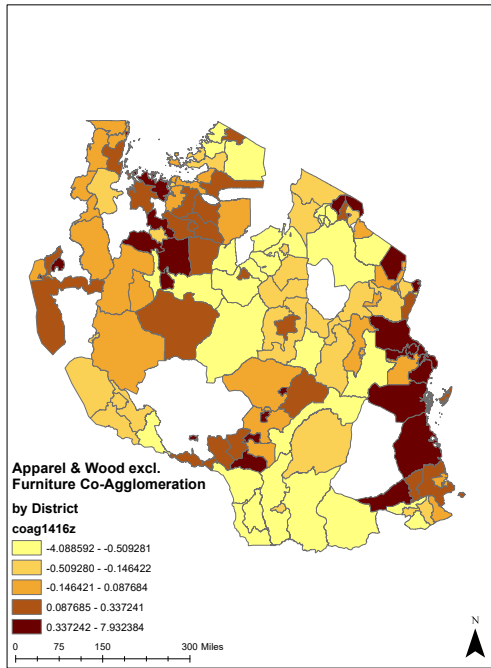 Apparel & Wood excl.
Furniture Co-Agglomeration
by District
coag1416z
-4.088592 - -0.509281
-0.509280 - -0.146422
-0.146421 - 0.087684
0.087685 - 0.337241
0.337242 - 7.932384
0 75 150 300 Miles
N